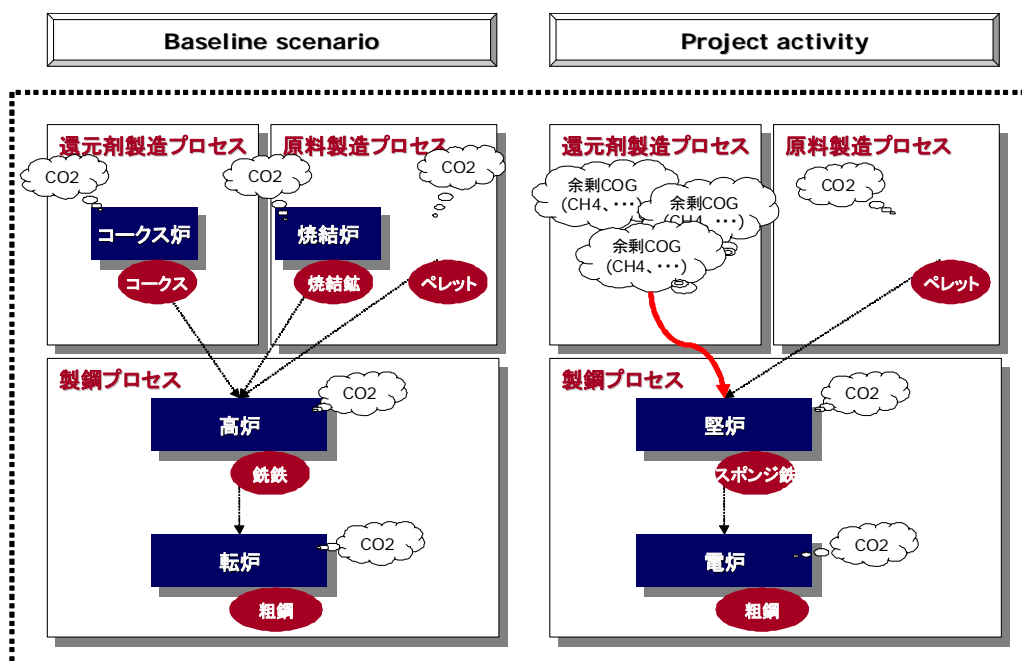 Baseline scenario
還元剤製造プロセス
原料製造プロセス
CO2
CO2
CO2
コークス炉
焼結炉
コークス
焼結鉱
ペレット
製鋼プロセス
CO2
高炉
銑鉄
CO2
転炉
粗鋼
Project activity
還元剤製造プロセス
原料製造プロセス
余剰COG
(CH4、･･･)
余剰COG
(CH4、･･･)
余剰COG
(CH4、･･･)
CO2
ペレット
製鋼プロセス
CO2
堅炉
スポンジ鉄
CO2
電炉
粗鋼